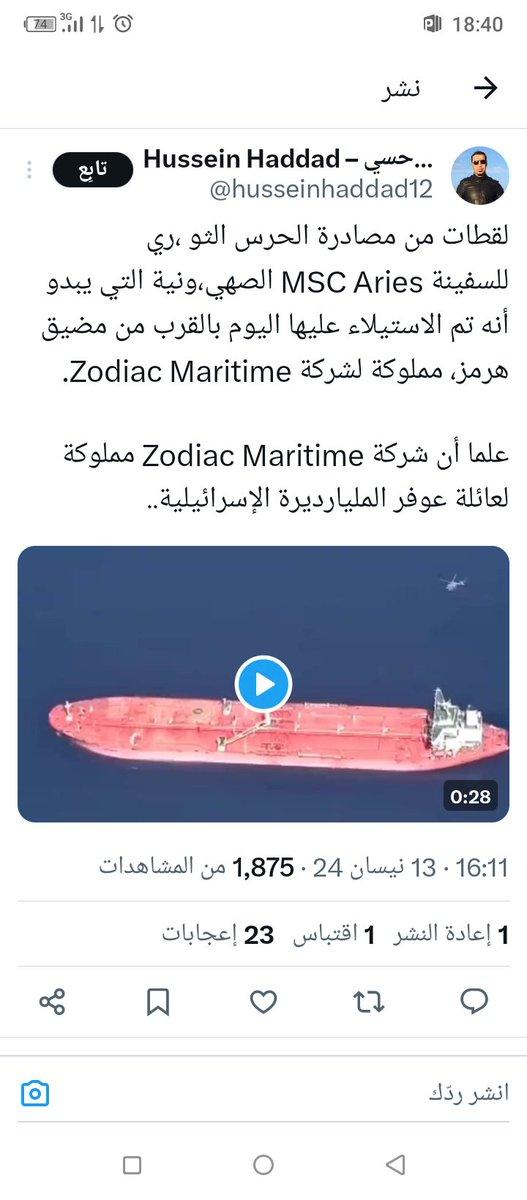 74 3G 18:40
نشر
Hussein Haddad – حسي...
تابِع
@husseinhaddad12
لقطات من مصادرة الحرس الثو ،ري
للسفينة MSC Aries الصهي،ونية التي يبدو
أنه تم الاستيلاء عليها اليوم بالقرب من مضيق
هرمز، مملوكة لشركة Zodiac Maritime.
علما أن شركة Zodiac Maritime مملوكة
لعائلة عوفر المليارديرة الإسرائيلية..
0:28
16:11 · 13 نيسان 24 · 1,875 من المشاهدات
1 إعادة النشر 1 اقتباس 23 إعجابات
انشر ردّك